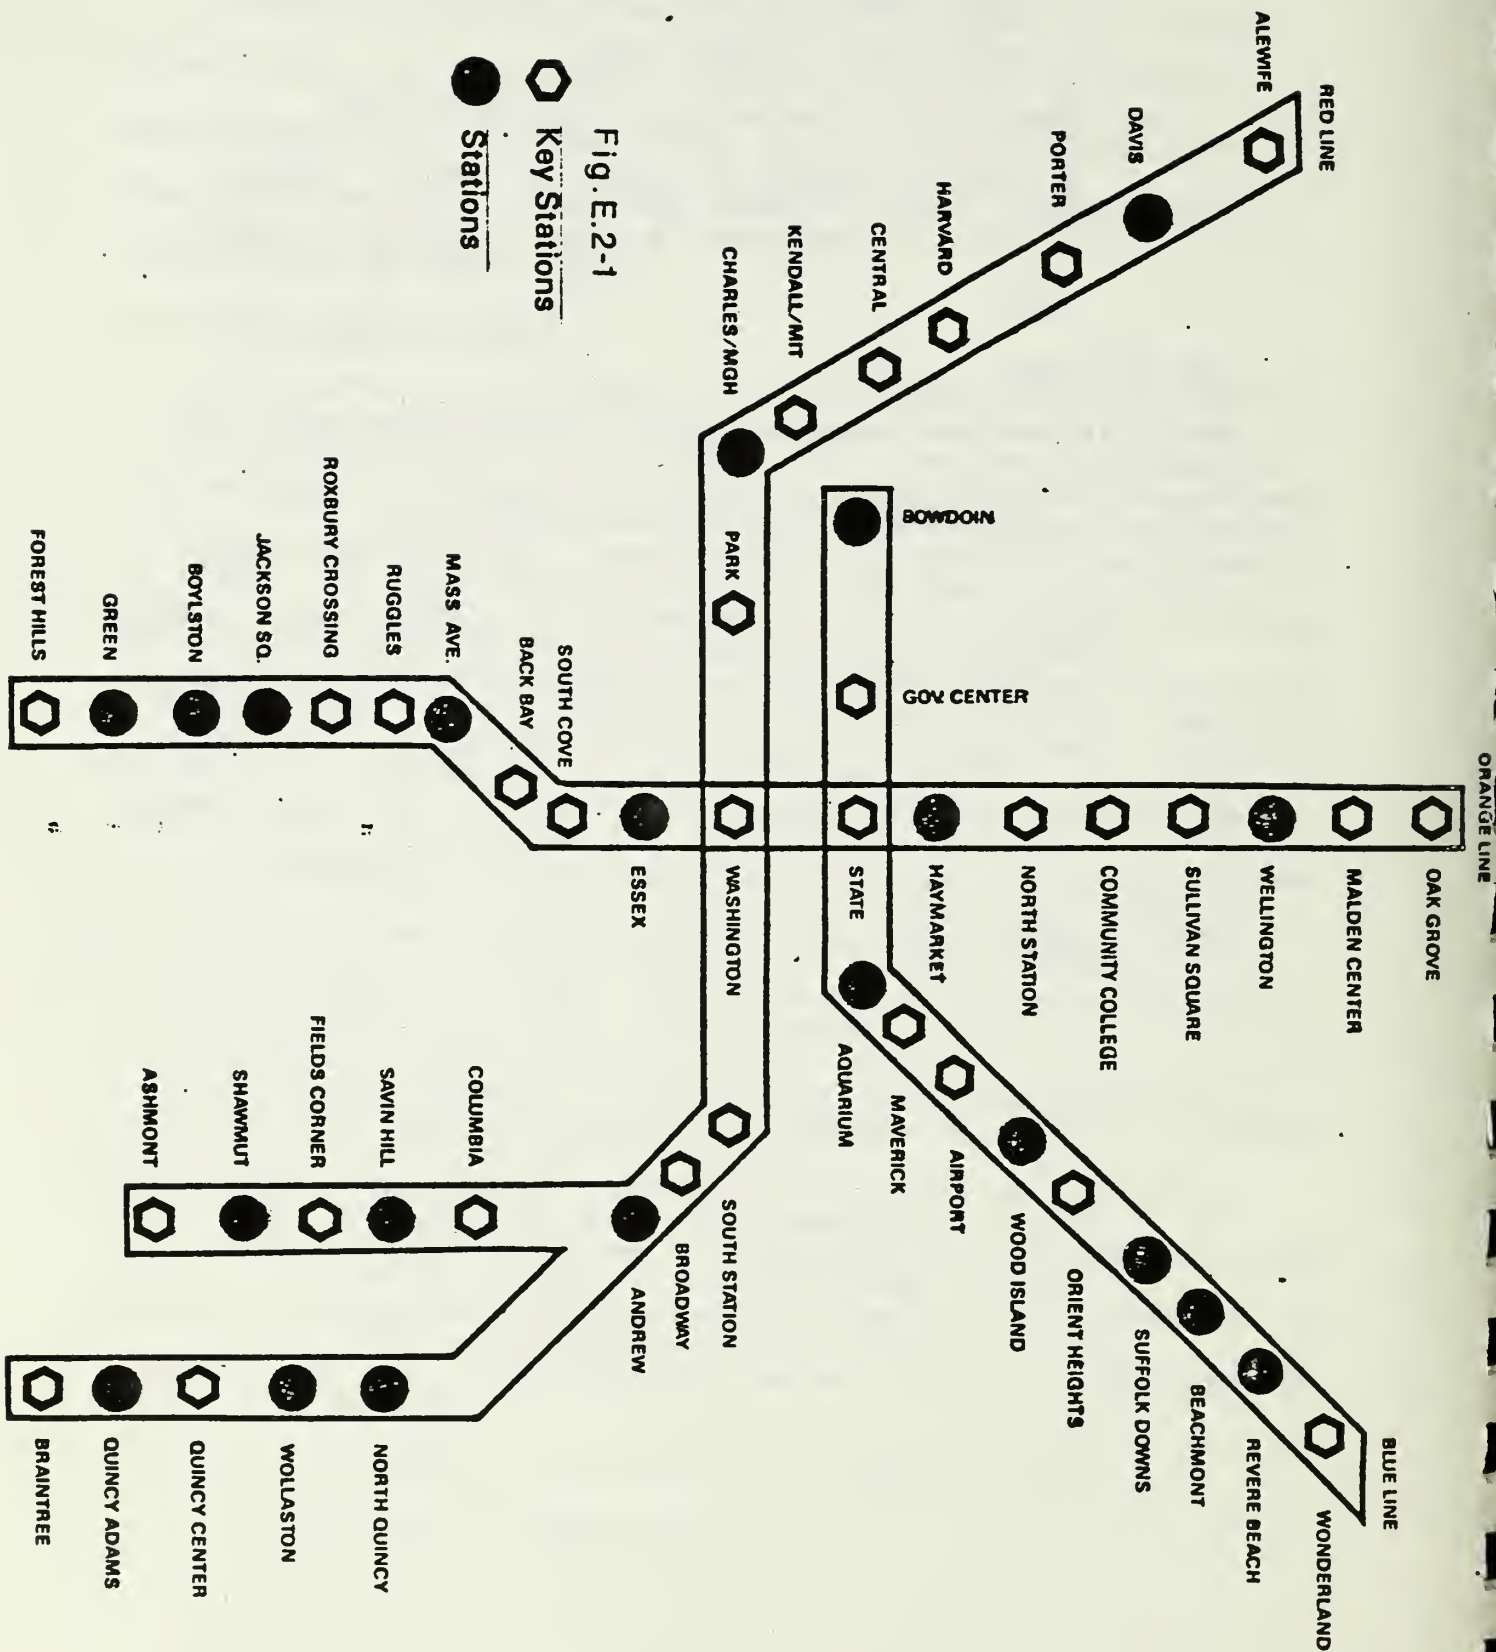 RED LINE
ALEWIFE
DAVIS
PORTER
HARVARD
CENTRAL
KENDALL/MIT
CHARLES/MGH
PARK
WASHINGTON
SOUTH STATION
BROADWAY
ANDREW
COLUMBIA
SAVIN HILL
FIELDS CORNER
SHAWMUT
ASHMONT
NORTH QUINCY
WOLLASTON
QUINCY CENTER
QUINCY ADAMS
BRAINTREE
ORANGE LINE
OAK GROVE
MALDEN CENTER
WELLINGTON
SULLIVAN SQUARE
COMMUNITY COLLEGE
NORTH STATION
HAYMARKET
STATE
ESSEX
SOUTH COVE
BACK BAY
MASS AVE.
RUGGLES
ROXBURY CROSSING
JACKSON SQ.
BOYLSTON
GREEN
FOREST HILLS
BLUE LINE
WONDERLAND
REVERE BEACH
BEACHMONT
SUFFOLK DOWNS
ORIENT HEIGHTS
WOOD ISLAND
AIRPORT
MAVERICK
AQUARIUM
GOV. CENTER
BOWDOIN
Fig. E.2-1
Key Stations
Stations